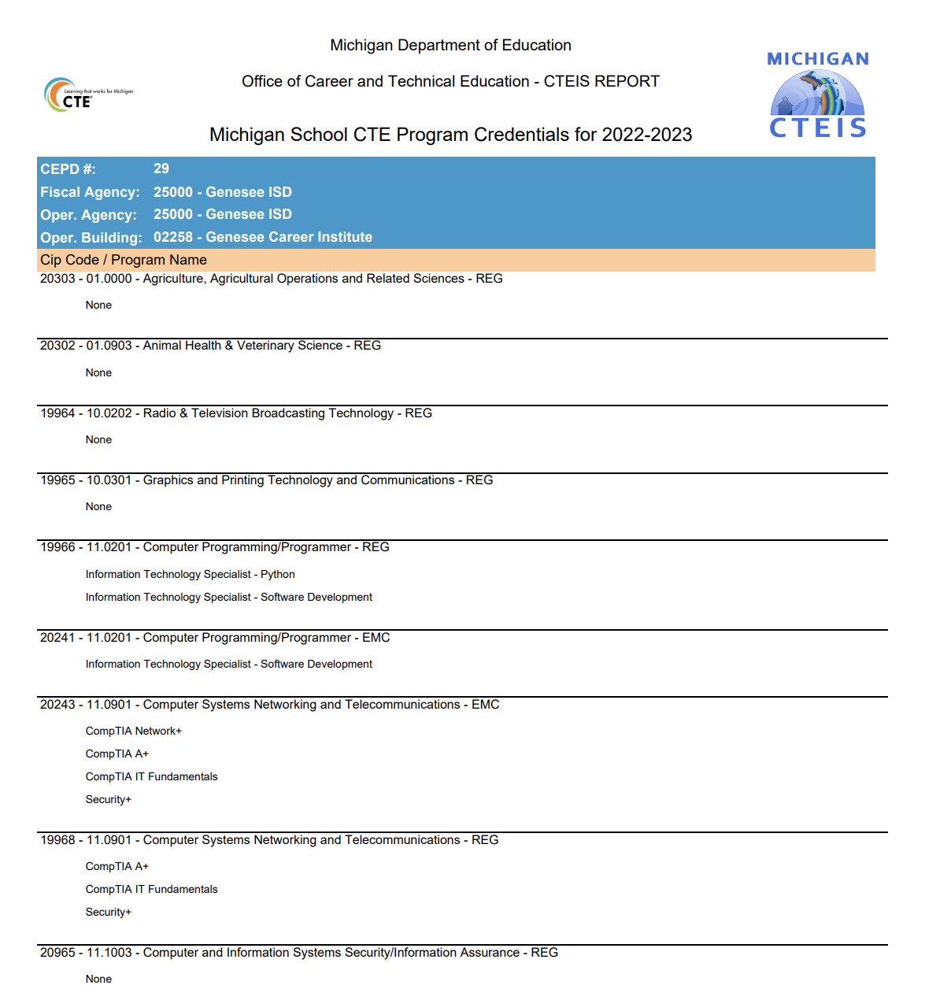 Michigan Department of Education
Office of Career and Technical Education - CTEIS REPORT
Michigan School CTE Program Credentials for 2022-2023
Learning that works for Michigan
CTE®
MICHIGAN
CTEIS
CEPD #: 29
Fiscal Agency: 25000 - Genesee ISD
Oper. Agency: 25000 - Genesee ISD
Oper. Building: 02258 - Genesee Career Institute
Cip Code / Program Name
20303 - 01.0000 - Agriculture, Agricultural Operations and Related Sciences - REG
None
20302 - 01.0903 - Animal Health & Veterinary Science - REG
None
19964 - 10.0202 - Radio & Television Broadcasting Technology - REG
None
19965 - 10.0301 - Graphics and Printing Technology and Communications - REG
None
19966 - 11.0201 - Computer Programming/Programmer - REG
Information Technology Specialist - Python
Information Technology Specialist - Software Development
20241 - 11.0201 - Computer Programming/Programmer - EMC
Information Technology Specialist - Software Development
20243 - 11.0901 - Computer Systems Networking and Telecommunications - EMC
CompTIA Network+
CompTIA A+
CompTIA IT Fundamentals
Security+
19968 - 11.0901 - Computer Systems Networking and Telecommunications - REG
CompTIA A+
CompTIA IT Fundamentals
Security+
20965 - 11.1003 - Computer and Information Systems Security/Information Assurance - REG
None